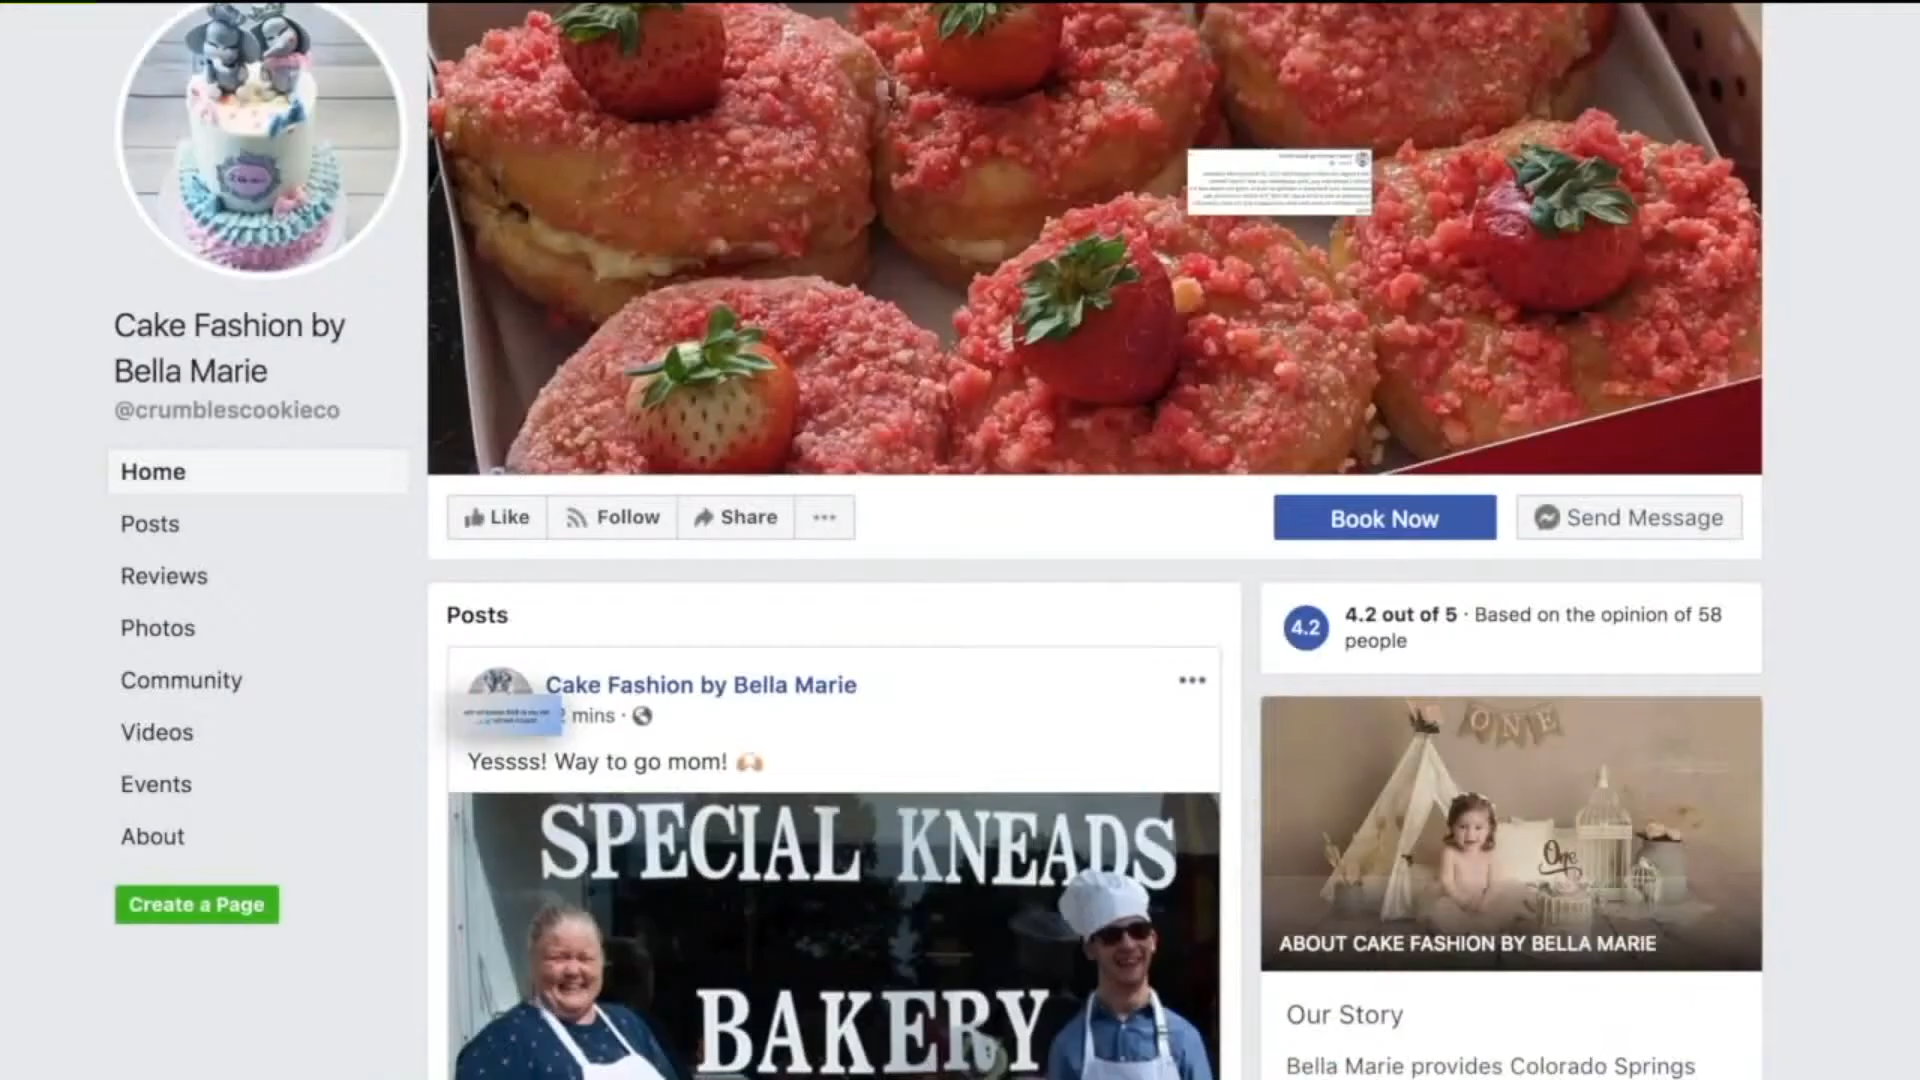 Cake Fashion by
Bella Marie
@crumblescookieco
Home
Posts
Reviews
Photos
Community
Videos
Events
About
Create a Page
Like
Follow
Share
Book Now
Send Message
Posts
Cake Fashion by Bella Marie
mins
Yessss! Way to go mom!
SPECIAL KNEADS
BAKERY
4.2
4.2 out of 5 · Based on the opinion of 58
people
ONE
One
ABOUT CAKE FASHION BY BELLA MARIE
Our Story
Bella Marie provides Colorado Springs